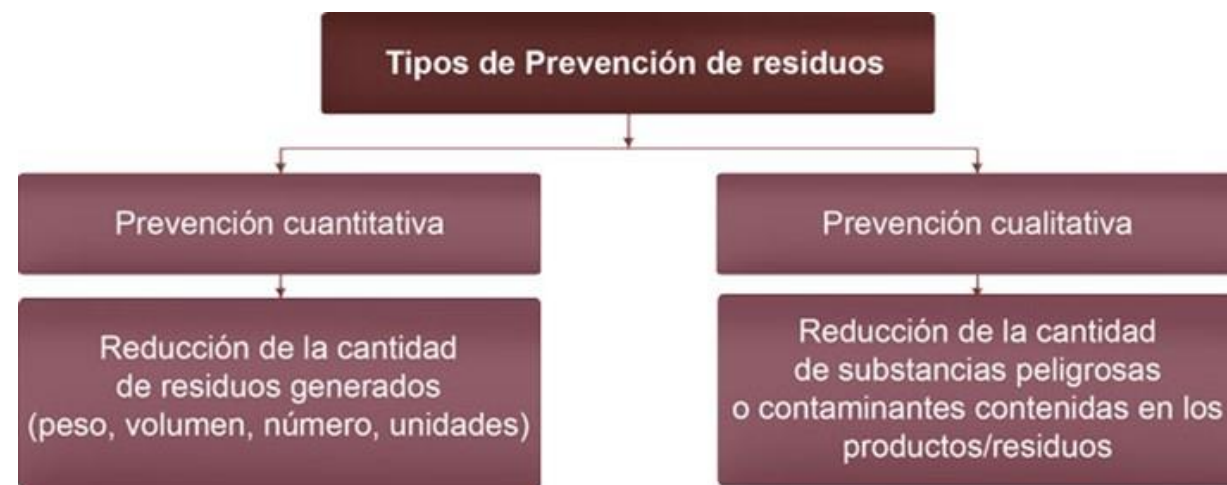 Tipos de Prevención de residuos
Prevención cuantitativa
Prevención cualitativa
Reducción de la cantidad
de residuos generados
(peso, volumen, número, unidades)
Reducción de la cantidad
de substancias peligrosas
o contaminantes contenidas en los
productos/residuos